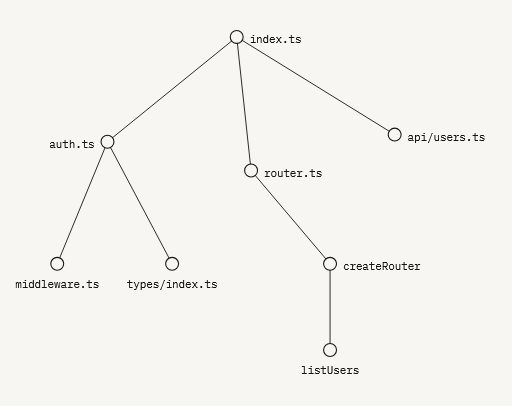 index.ts
auth.ts
api/users.ts
router.ts
createRouter
middleware.ts
types/index.ts
listUsers